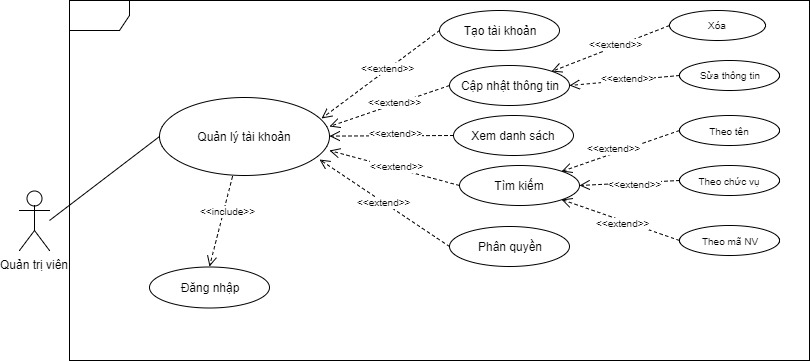 Tạo tài khoản
Xóa
<<extend>>
<<extend>>
Cập nhật thông tin
<<extend>>
Sửa thông tin
<<extend>>
Quản lý tài khoản
<<extend>>
Xem danh sách
Theo tên
<<extend>>
<<extend>>
Tìm kiếm
<<extend>>
Theo chức vụ
<<extend>>
<<include>>
<<extend>>
Phân quyền
Theo mã NV
Quản trị viên
Đăng nhập